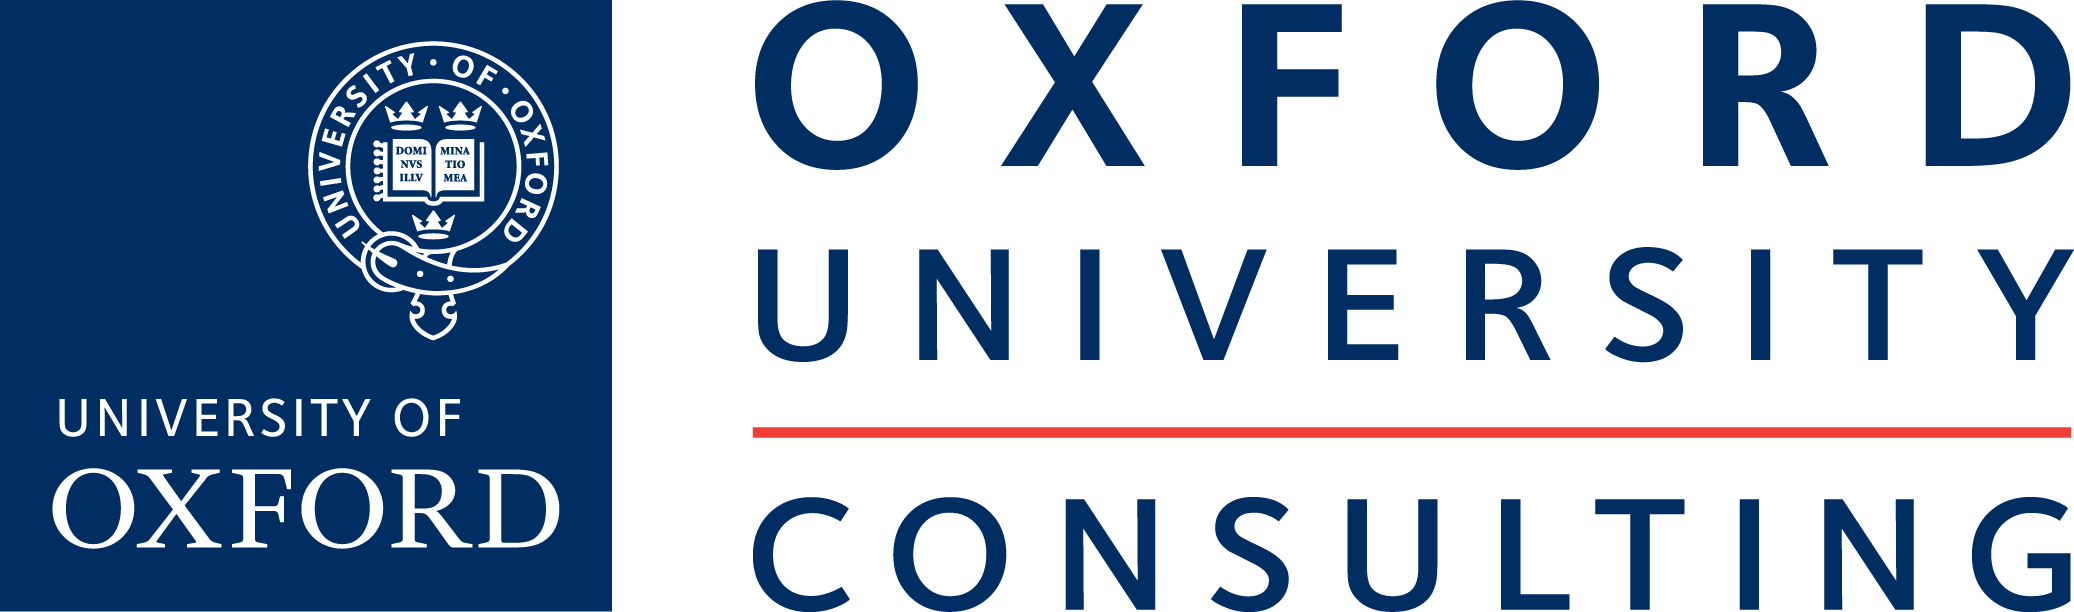 UNIVERSITY · OF · OXFORD
DOMI
NVS
ILLV
MINA
TIO
MEA
UNIVERSITY OF
OXFORD
OXFORD
UNIVERSITY
CONSULTING